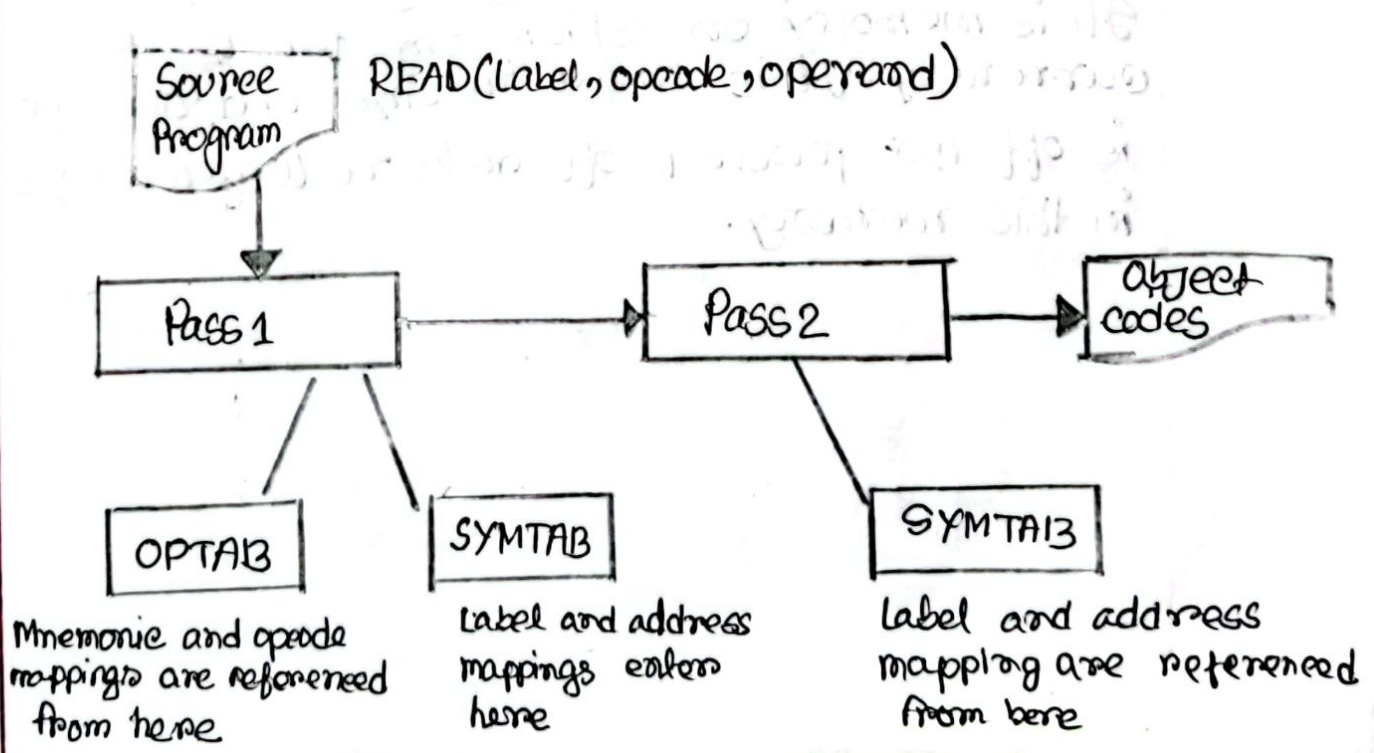 Source
Program
READ(Label, opcode, operand)
Pass 1
Pass 2
Object
codes
OPTAB
SYMTAB
SYMTAB
Mnemonic and opcode
mappings are referenced
from here
Label and address
mappings enters
here
Label and address
mapping are referenced
from here